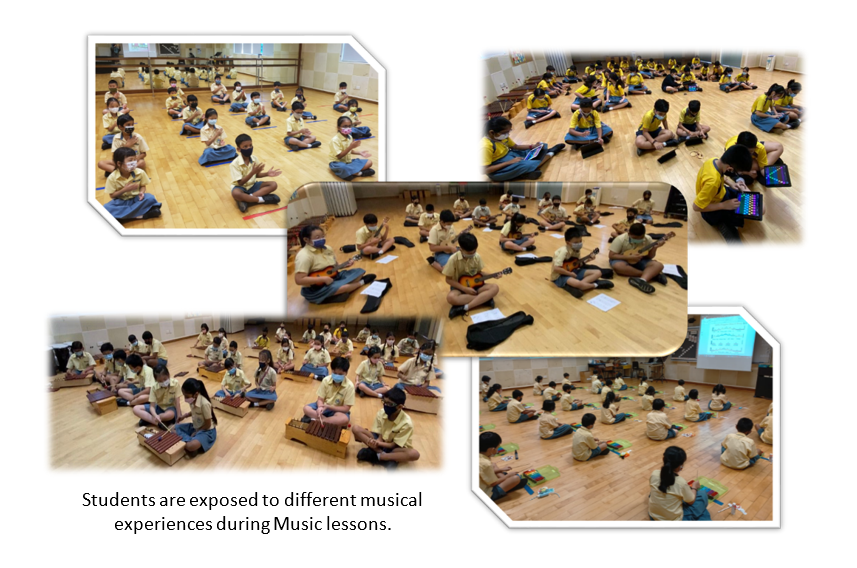 Students are exposed to different musical
experiences during Music lessons.